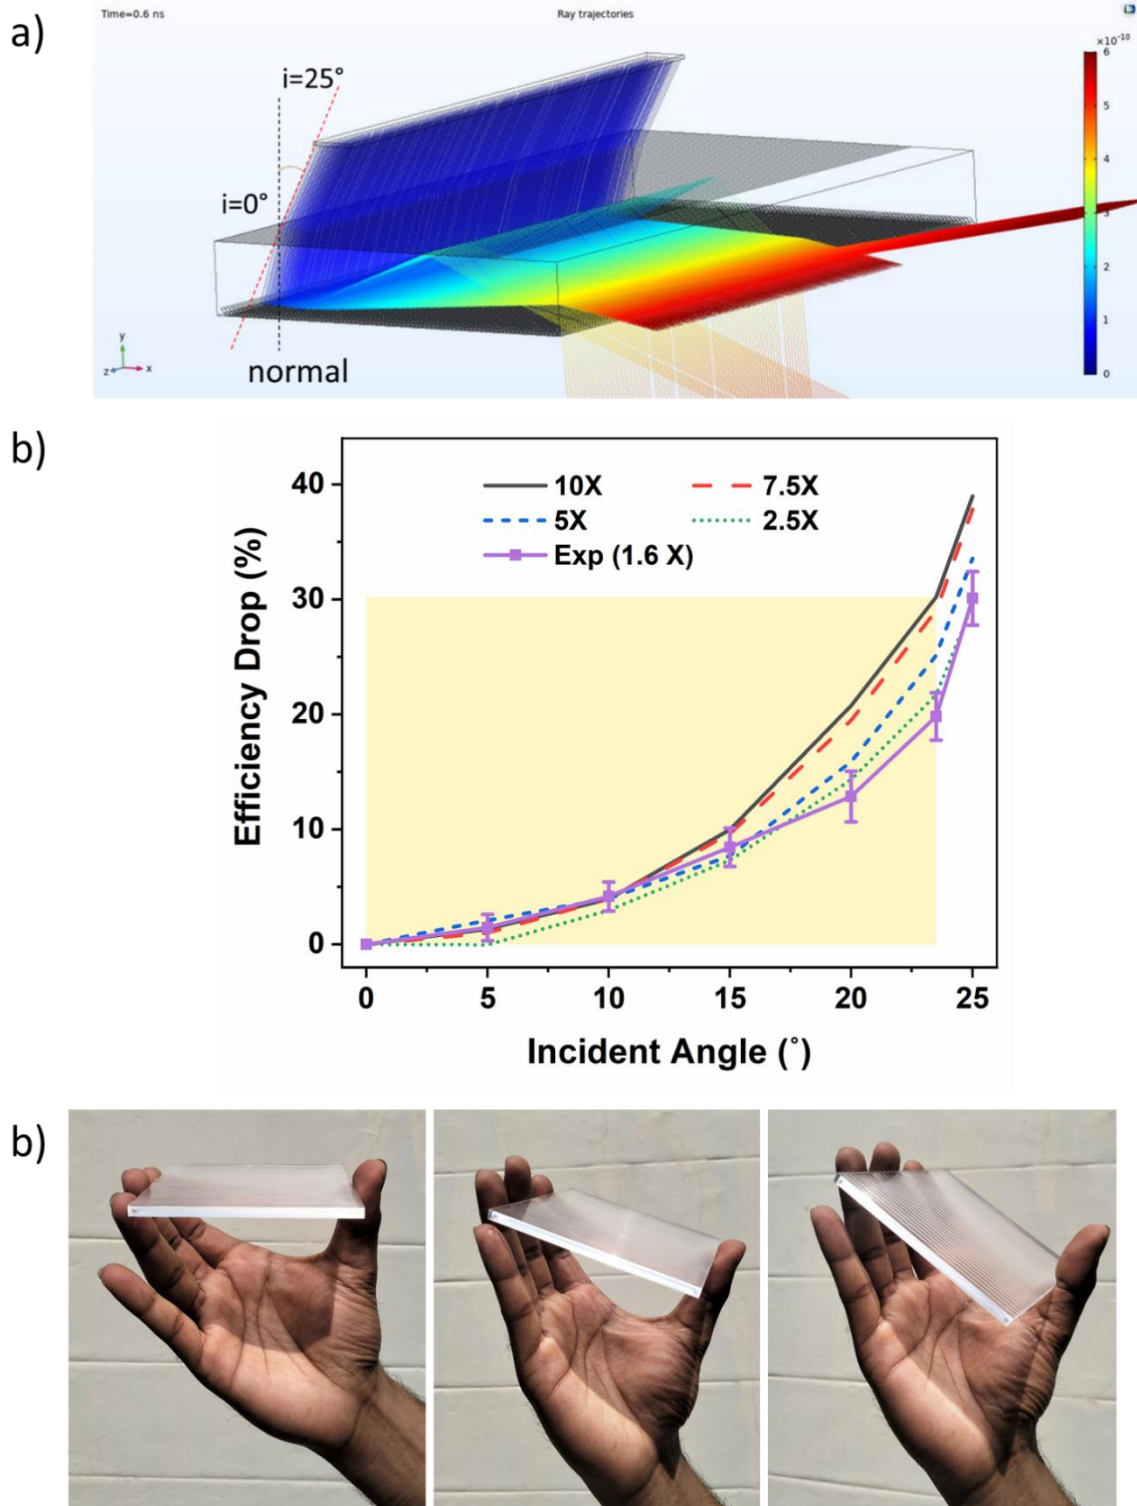 a)
Time=0.6 ns
Ray trajectories
×10⁻¹⁰
6
5
4
3
2
1
0
i=25°
i=0°
normal
y
z
x
b)
Efficiency Drop (%)
40
30
20
10
0
10X
7.5X
5X
2.5X
Exp (1.6 X)
0
5
10
15
20
25
Incident Angle (°)
b)